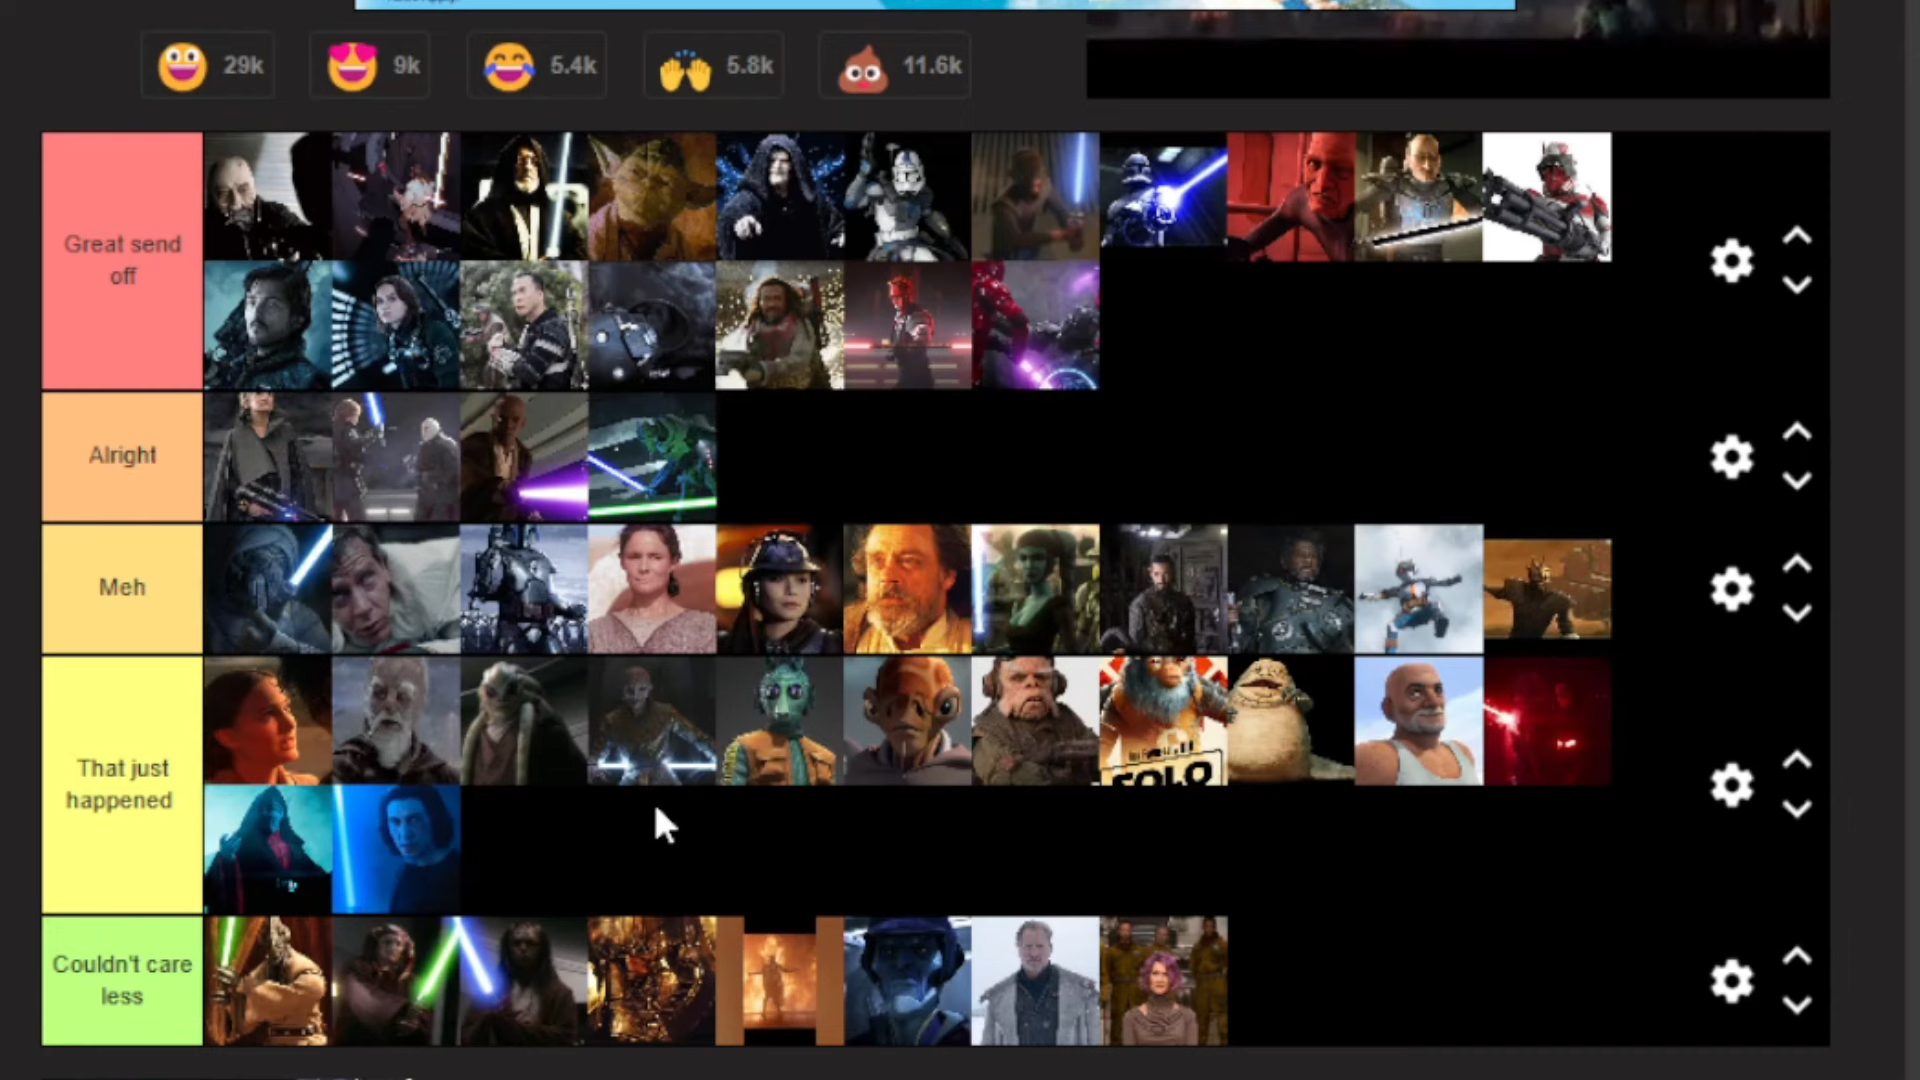 29k
9k
5.4k
5.8k
11.6k
Great send
off
Alright
Meh
That just
happened
SOLO
Couldn't care
less